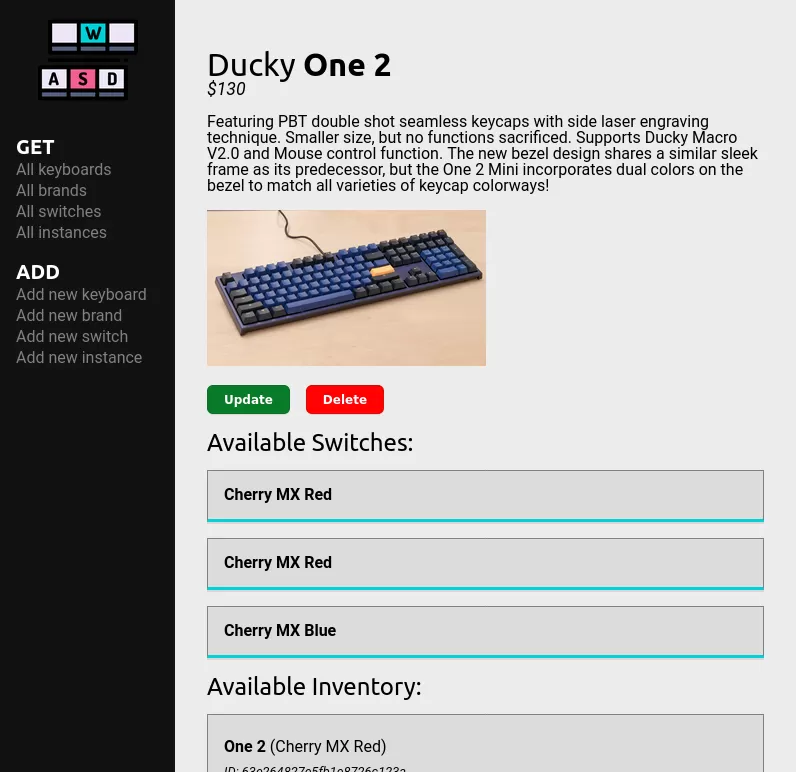 W
A S D
GET
All keyboards
All brands
All switches
All instances
ADD
Add new keyboard
Add new brand
Add new switch
Add new instance
Ducky One 2
$130
Featuring PBT double shot seamless keycaps with side laser engraving
technique. Smaller size, but no functions sacrificed. Supports Ducky Macro
V2.0 and Mouse control function. The new bezel design shares a similar sleek
frame as its predecessor, but the One 2 Mini incorporates dual colors on the
bezel to match all varieties of keycap colorways!
Update Delete
Available Switches:
Cherry MX Red
Cherry MX Red
Cherry MX Blue
Available Inventory:
One 2 (Cherry MX Red)
ID: